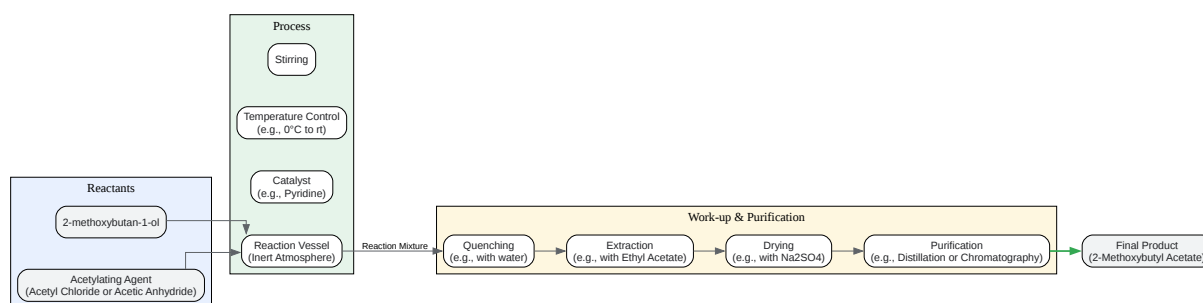 Process
Stirring
Temperature Control
(e.g., 0°C to rt)
Catalyst
(e.g., Pyridine)
Reaction Vessel
(Inert Atmosphere)
Reactants
2-methoxybutan-1-ol
Acetylating Agent
(Acetyl Chloride or Acetic Anhydride)
Reaction Mixture
Work-up & Purification
Quenching
(e.g., with water)
Extraction
(e.g., with Ethyl Acetate)
Drying
(e.g., with Na2SO4)
Purification
(e.g., Distillation or Chromatography)
Final Product
(2-Methoxybutyl Acetate)